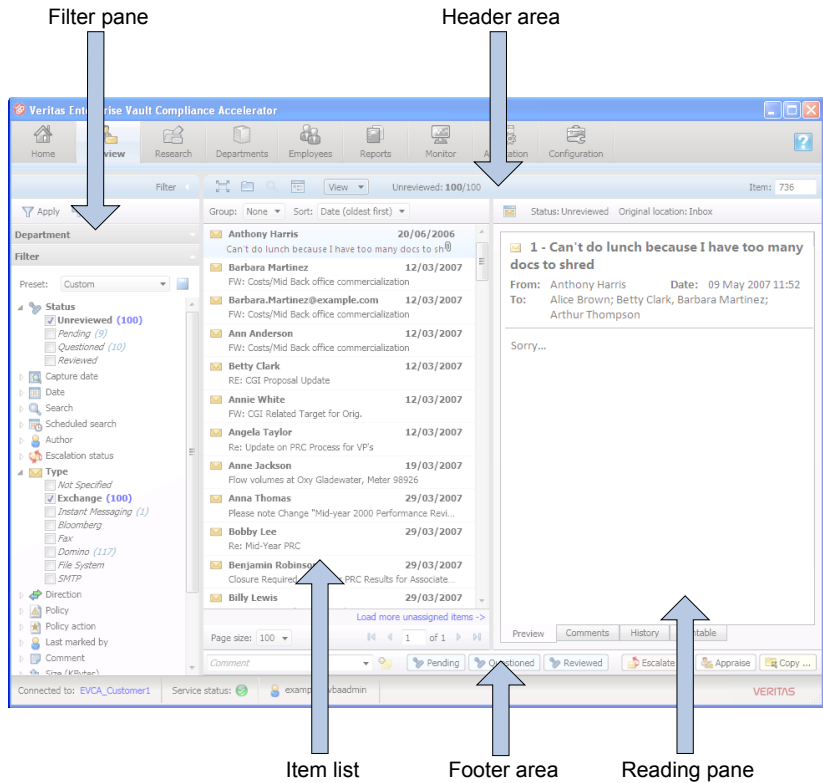 Filter pane
Header area
Veritas Enterprise Vault Compliance Accelerator
Home
Research
Departments
Employees
Reports
Monitor
Configuration
Filter
View
Unreviewed: 100/100
Item: 736
Apply
Group: None
Sort: Date (oldest first)
Status: Unreviewed Original location: Inbox
Department
Filter
Preset: Custom
Status
Unreviewed (100)
Pending (9)
Questioned (10)
Reviewed
Capture date
Date
Search
Scheduled search
Author
Escalation status
Type
Not Specified
Exchange (100)
Instant Messaging (1)
Bloomberg
Fax
Domino (117)
File System
SMTP
Direction
Policy
Policy action
Last marked by
Comment
Size (KBytes)
Anthony Harris 20/06/2006
Can't do lunch because I have too many docs to sh
Barbara Martinez 12/03/2007
FW: Costs/Mid Back office commercialization
Barbara.Martinez@example.com 12/03/2007
FW: Costs/Mid Back office commercialization
Ann Anderson 12/03/2007
FW: Costs/Mid Back office commercialization
Betty Clark 12/03/2007
RE: CGI Proposal Update
Annie White 12/03/2007
FW: CGI Related Target for Orig.
Angela Taylor 12/03/2007
Re: Update on PRC Process for VP's
Anne Jackson 19/03/2007
Flow volumes at Oxy Gladewater, Meter 98926
Anna Thomas 29/03/2007
Please note Change "Mid-year 2000 Performance Revi...
Bobby Lee 29/03/2007
Re: Mid-Year PRC
Benjamin Robinson 29/03/2007
Closure Required PRC Results for Associate...
Billy Lewis 29/03/2007
Load more unassigned items ->
Page size: 100
1 of 1
1 - Can't do lunch because I have too many
docs to shred
From: Anthony Harris Date: 09 May 2007 11:52
To: Alice Brown; Betty Clark, Barbara Martinez;
Arthur Thompson
Sorry...
Preview
Comments
History
Comment
Pending
Questioned
Reviewed
Escalate
Appraise
Copy ...
Connected to: EVCA_Customer1
Service status:
VERITAS
Item list
Footer area
Reading pane